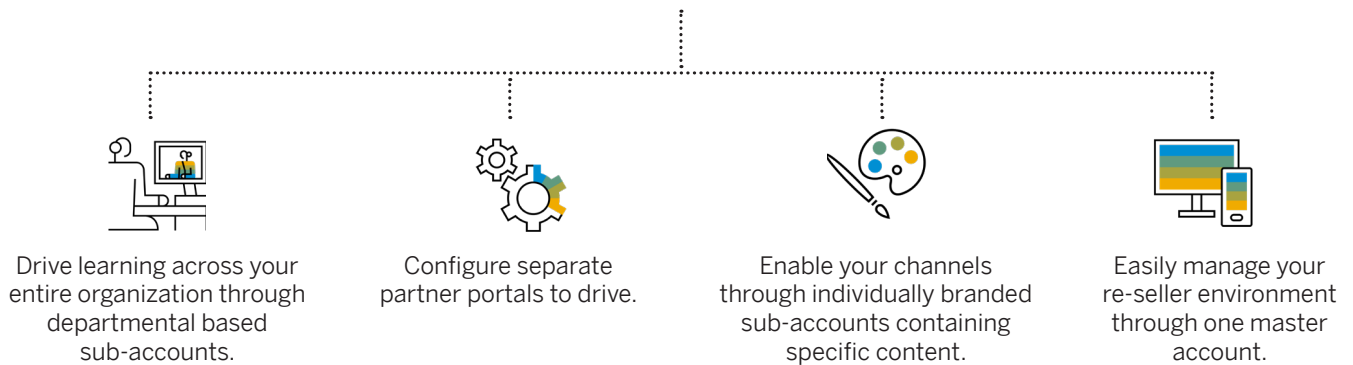 Drive learning across your
entire organization through
departmental based
sub-accounts.
Configure separate
partner portals to drive.
Enable your channels
through individually branded
sub-accounts containing
specific content.
Easily manage your
re-seller environment
through one master
account.